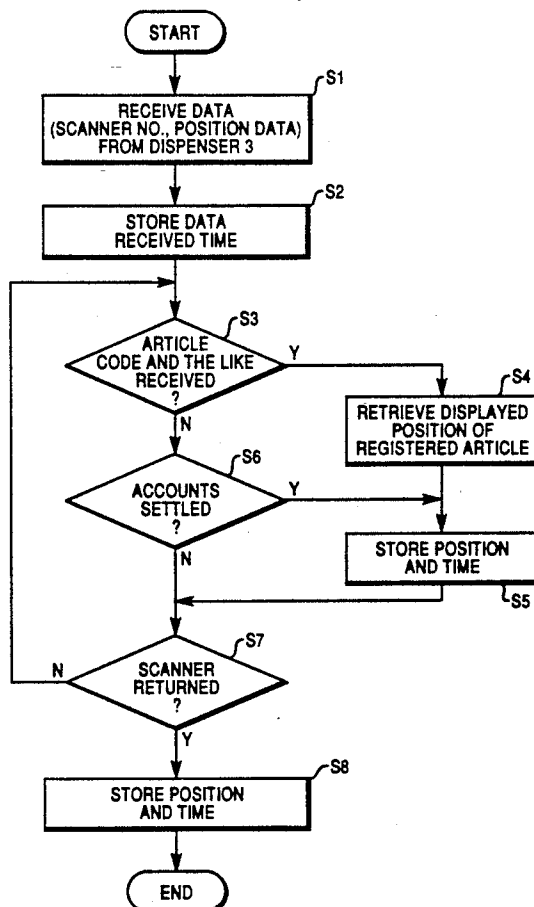 START
S1
RECEIVE DATA
(SCANNER NO., POSITION DATA)
FROM DISPENSER 3
S2
STORE DATA
RECEIVED TIME
S3
ARTICLE
CODE AND THE LIKE
RECEIVED
?
Y
N
S4
RETRIEVE DISPLAYED
POSITION OF
REGISTERED ARTICLE
S6
ACCOUNTS
SETTLED
?
Y
N
STORE POSITION
AND TIME
S5
S7
SCANNER
RETURNED
?
N
Y
S8
STORE POSITION
AND TIME
END